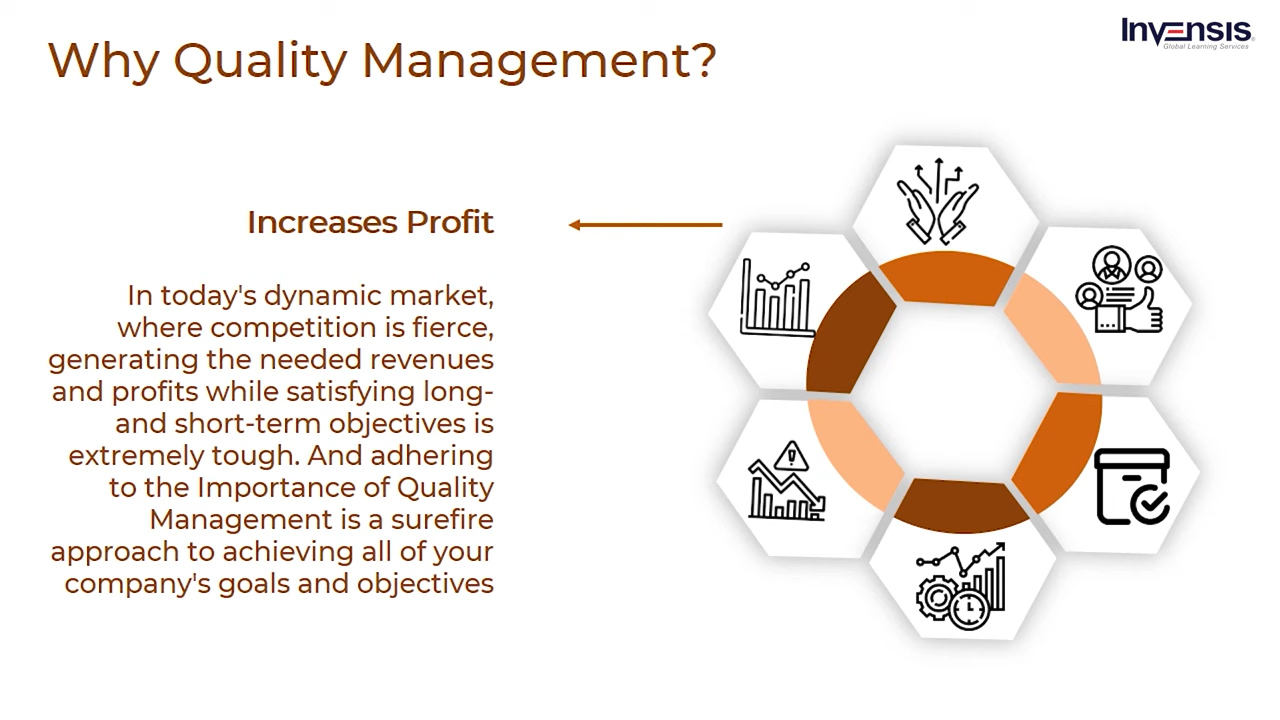 Why Quality Management?
Invensis
Global Learning Services
Increases Profit
In today's dynamic market,
where competition is fierce,
generating the needed revenues
and profits while satisfying long-
and short-term objectives is
extremely tough. And adhering
to the Importance of Quality
Management is a surefire
approach to achieving all of your
company's goals and objectives